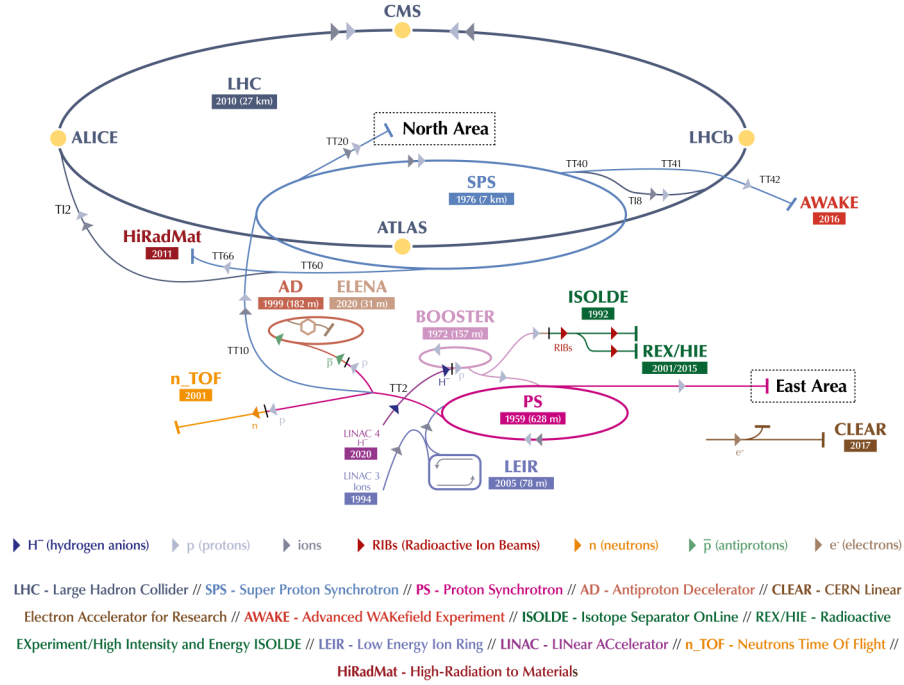 CMS
LHC
2010 (27 km)
ALICE
LHCb
TT20
North Area
TT40
TT41
TT42
SPS
1976 (7 km)
TI8
AWAKE
2016
TI2
HiRadMat
2011
ATLAS
TT66
TT60
AD
1999 (182 m)
ELENA
2020 (31 m)
ISOLDE
1992
BOOSTER
1972 (157 m)
RIBs
REX/HIE
2001/2015
TT10
p̅
p
H⁻
p
n_TOF
2001
TT2
East Area
PS
1959 (628 m)
n
p
LINAC 4
H⁻
2020
CLEAR
2017
e⁻
LINAC 3
Ions
1994
LEIR
2005 (78 m)
H⁻ (hydrogen anions)
p (protons)
ions
RIBs (Radioactive Ion Beams)
n (neutrons)
p̅ (antiprotons)
e⁻ (electrons)
LHC - Large Hadron Collider // SPS - Super Proton Synchrotron // PS - Proton Synchrotron // AD - Antiproton Decelerator // CLEAR - CERN Linear
Electron Accelerator for Research // AWAKE - Advanced WAKefield Experiment // ISOLDE - Isotope Separator OnLine // REX/HIE - Radioactive
EXperiment/High Intensity and Energy ISOLDE // LEIR - Low Energy Ion Ring // LINAC - LINear ACcelerator // n_TOF - Neutrons Time Of Flight //
HiRadMat - High-Radiation to Materials